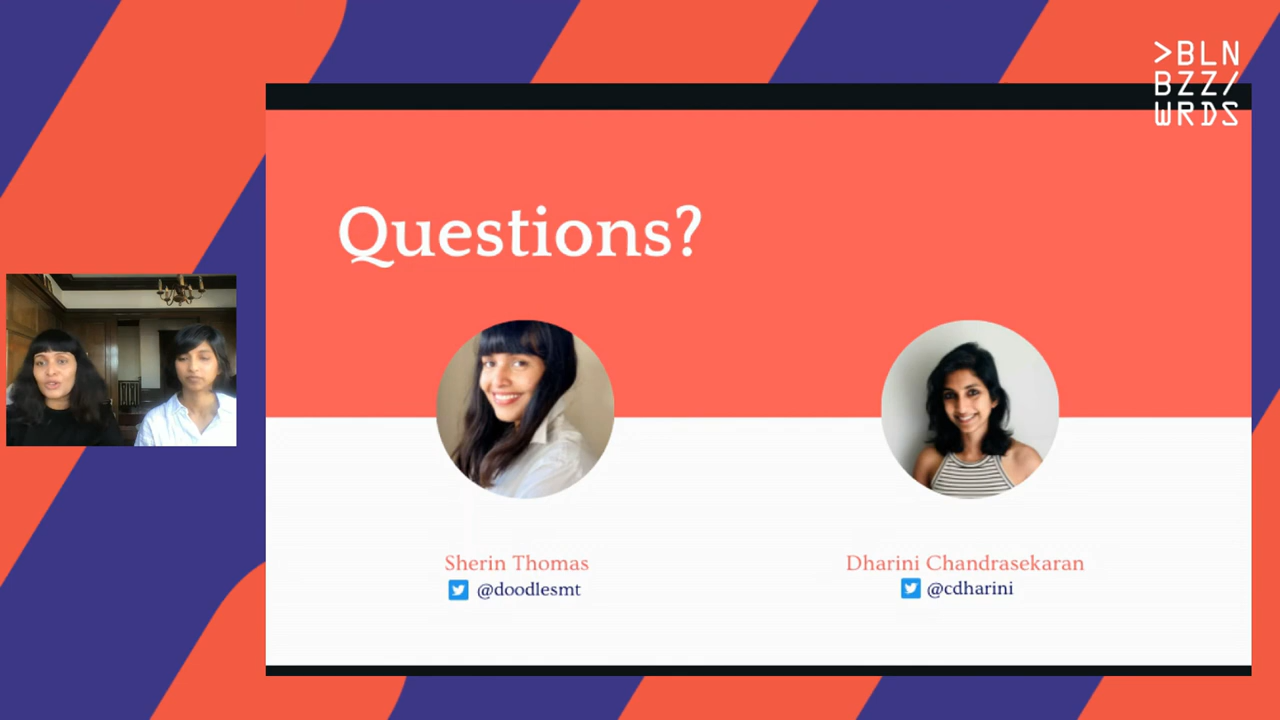 >BLN
BZZ/
WRDS
Questions?
Sherin Thomas
@doodlesmt
Dharini Chandrasekaran
@cdharini